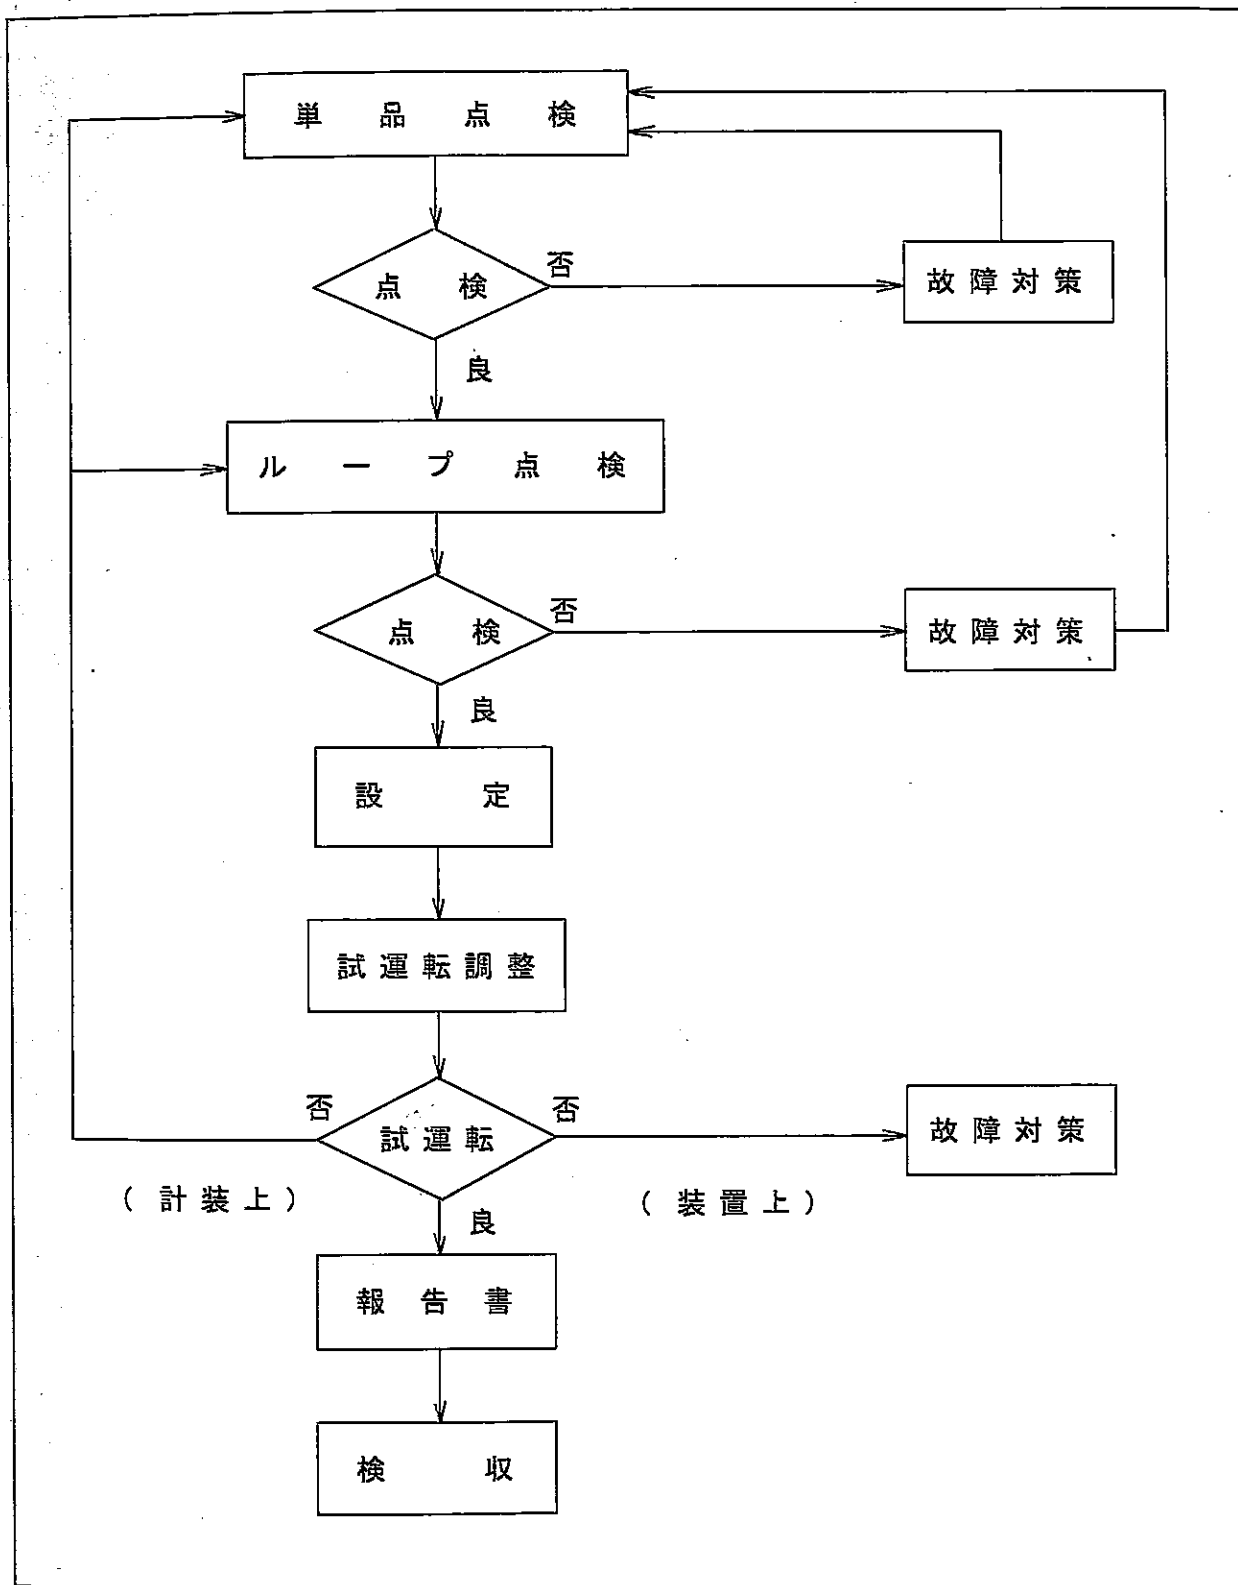 単品点検
点検
否
故障対策
良
ループ点検
点検
否
故障対策
良
設定
試運転調整
否
試運転
否
故障対策
(計装上)
(装置上)
良
報告書
検収